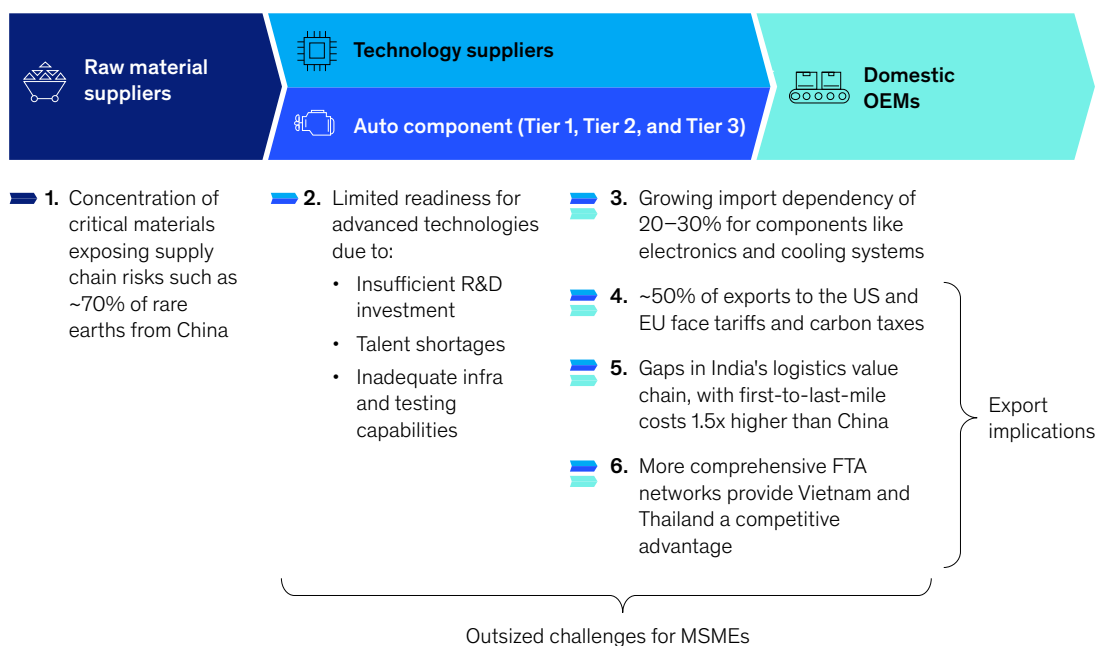 Raw material
suppliers
Technology suppliers
Auto component (Tier 1, Tier 2, and Tier 3)
Domestic
OEMs
1. Concentration of
critical materials
exposing supply
chain risks such as
~70% of rare
earths from China
2. Limited readiness for
advanced technologies
due to:
• Insufficient R&D
investment
• Talent shortages
• Inadequate infra
and testing
capabilities
3. Growing import dependency of
20–30% for components like
electronics and cooling systems
4. ~50% of exports to the US and
EU face tariffs and carbon taxes
5. Gaps in India's logistics value
chain, with first-to-last-mile
costs 1.5x higher than China
6. More comprehensive FTA
networks provide Vietnam and
Thailand a competitive
advantage
Export
implications
Outsized challenges for MSMEs